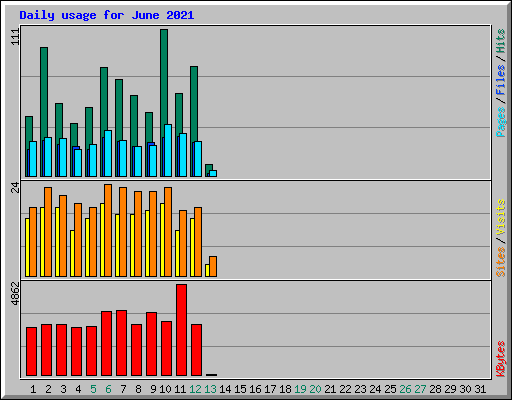 Daily usage for June 2021
111
24
4862
Pages / Files / Hits
Sites / Visits
KBytes
1 2 3 4 5 6 7 8 9 10 11 12 13 14 15 16 17 18 19 20 21 22 23 24 25 26 27 28 29 30 31